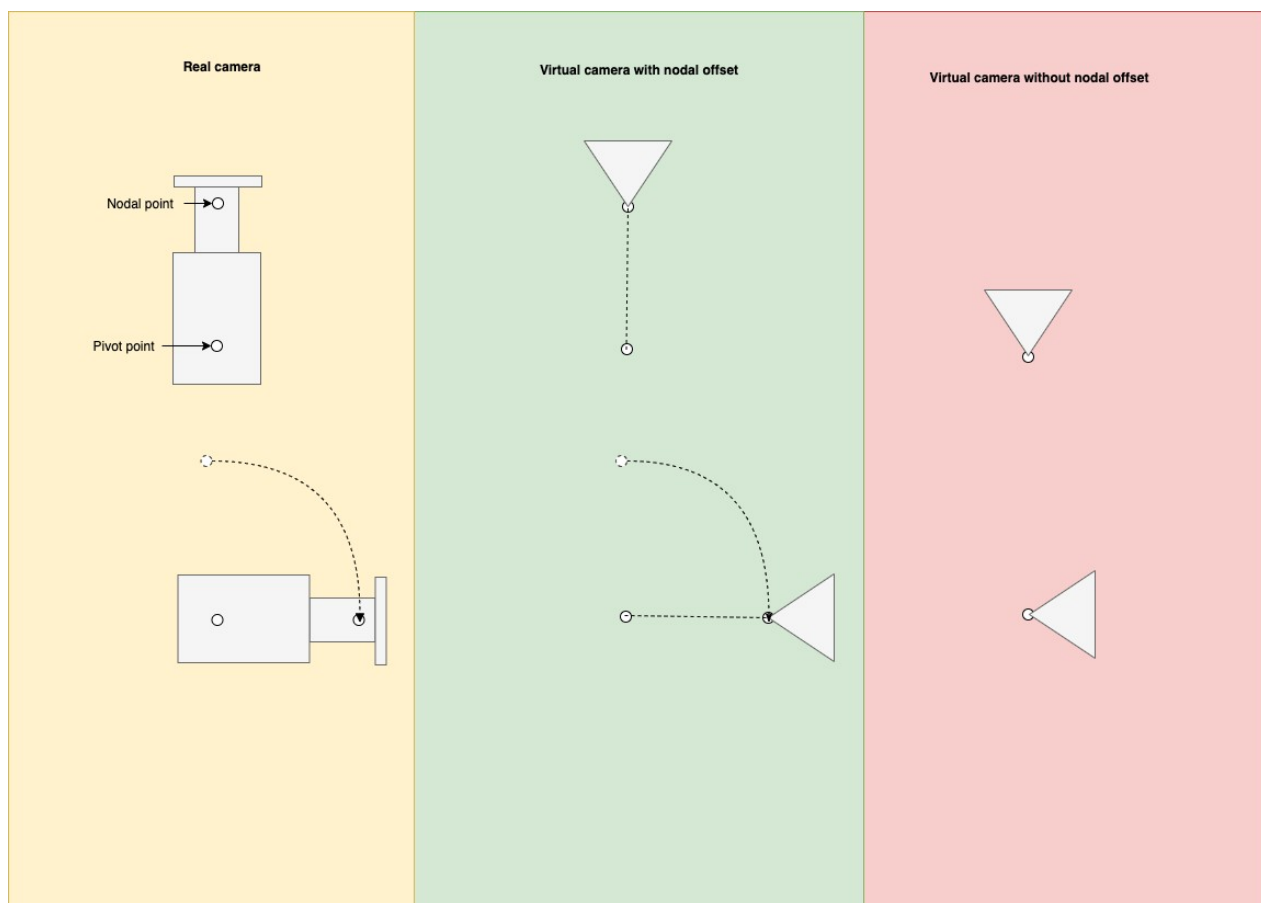 Real camera
Virtual camera with nodal offset
Virtual camera without nodal offset
Nodal point
Pivot point